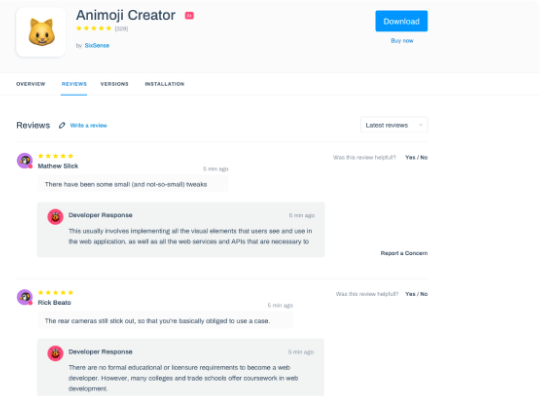 Animoji Creator
by: SixSense
Download
Buy now
OVERVIEW REVIEWS VERSIONS INSTALLATION
Reviews Write a review
Latest reviews
Mathew Slick
5 min ago
Was this review helpful? Yes / No
There have been some small (and not-so-small) tweaks
Developer Response 5 min ago
This usually involves implementing all the visual elements that users see and use in
the web application, as well as all the web services and APIs that are necessary to
Report a Concern
Rick Beato
5 min ago
Was this review helpful? Yes / No
The rear cameras still stick out, so that you're basically obliged to use a case.
Developer Response 5 min ago
There are no formal educational or licensure requirements to become a web
developer. However, many colleges and trade schools offer coursework in web
development.